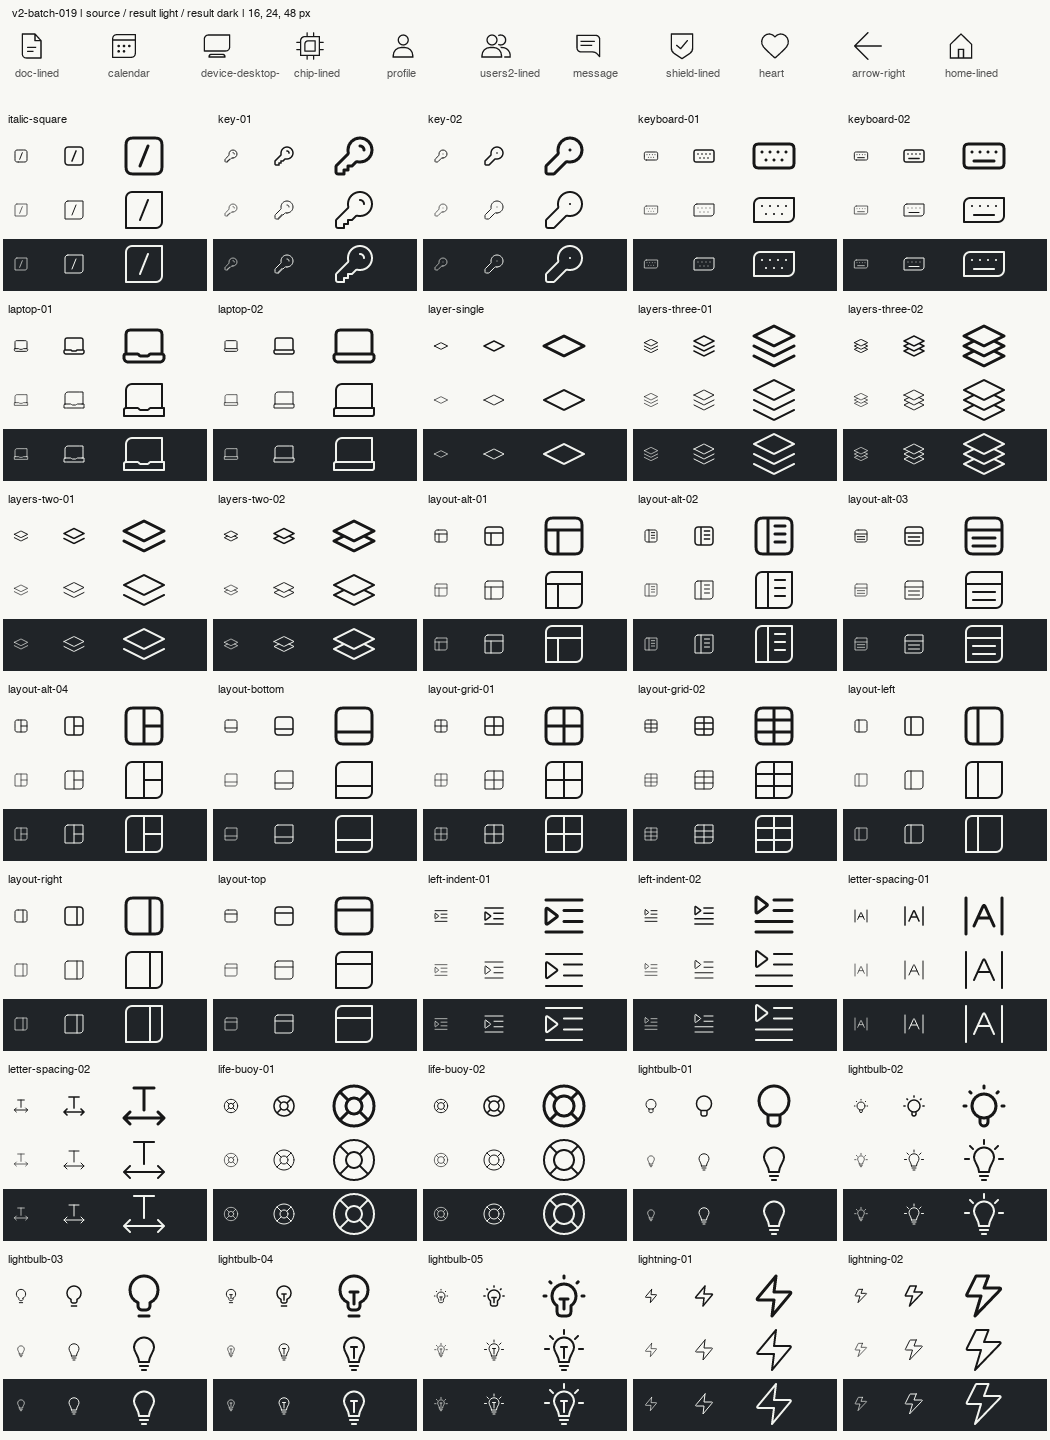 v2-batch-019 | source / result light / result dark | 16, 24, 48 px
doc-lined calendar device-desktop- chip-lined profile users2-lined message shield-lined heart arrow-right home-lined
italic-square key-01 key-02 keyboard-01 keyboard-02
laptop-01 laptop-02 layer-single layers-three-01 layers-three-02
layers-two-01 layers-two-02 layout-alt-01 layout-alt-02 layout-alt-03
layout-alt-04 layout-bottom layout-grid-01 layout-grid-02 layout-left
layout-right layout-top left-indent-01 left-indent-02 letter-spacing-01
letter-spacing-02 life-buoy-01 life-buoy-02 lightbulb-01 lightbulb-02
lightbulb-03 lightbulb-04 lightbulb-05 lightning-01 lightning-02